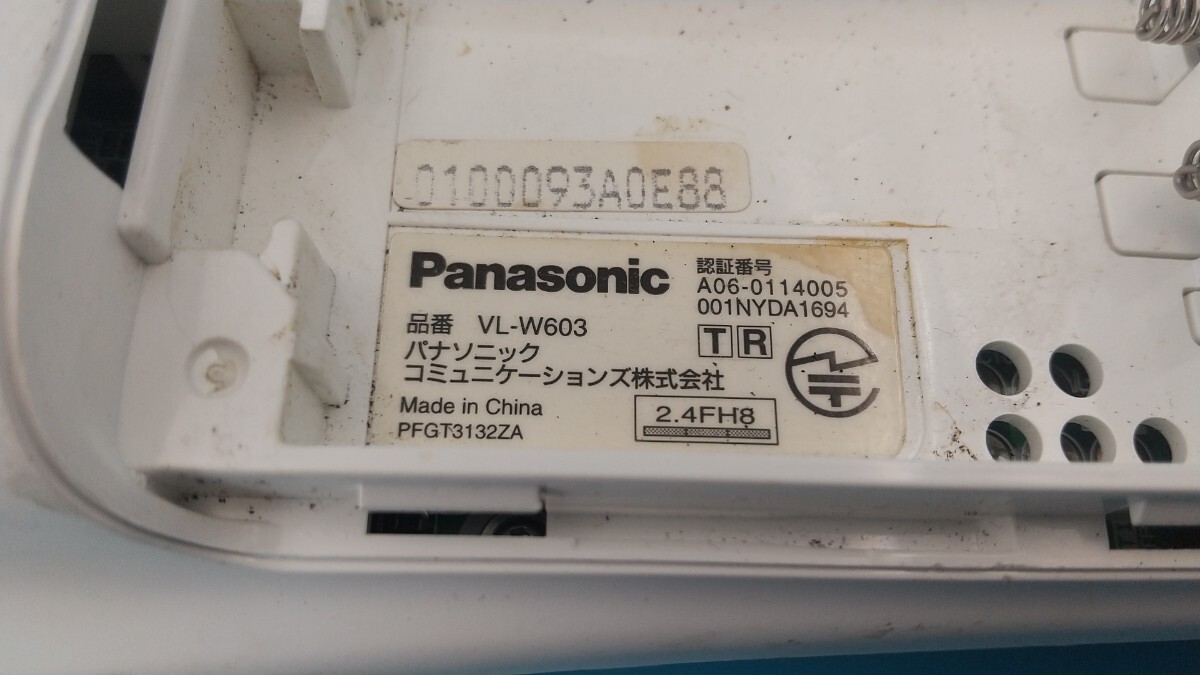 0100093A0E88
Panasonic
認証番号
A06-0114005
001NYDA1694
T R
品番 VL-W603
パナソニック
コミュニケーションズ株式会社
Made in China
PFGT3132ZA
2.4FH8